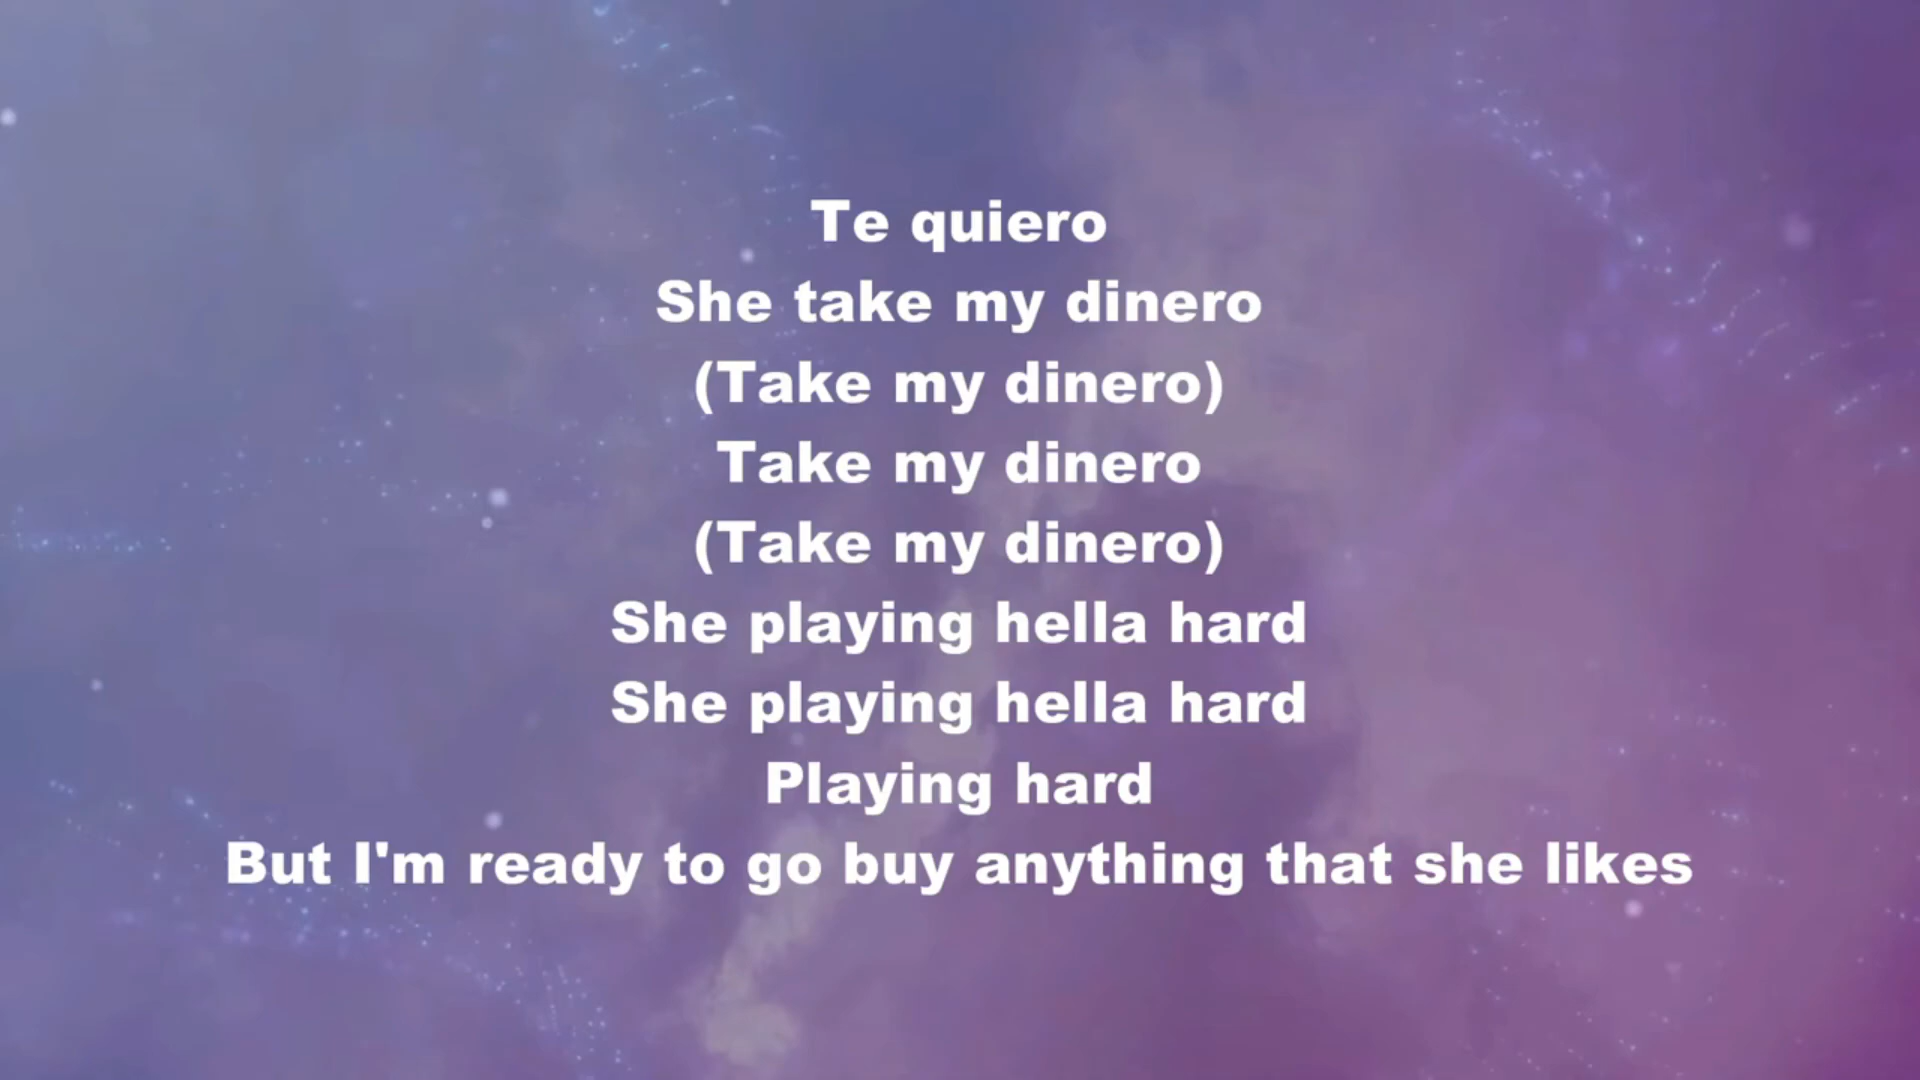 Te quiero
She take my dinero
(Take my dinero)
Take my dinero
(Take my dinero)
She playing hella hard
She playing hella hard
Playing hard
But I'm ready to go buy anything that she likes